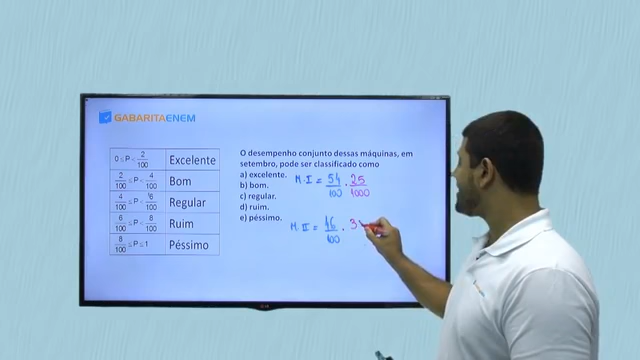 GABARITAENEM
0 ≤ P < 2/100 Excelente
2/100 ≤ P < 4/100 Bom
4/100 ≤ P < 6/100 Regular
6/100 ≤ P < 8/100 Ruim
8/100 ≤ P ≤ 1 Péssimo
O desempenho conjunto dessas máquinas, em
setembro, pode ser classificado como
a) excelente.
b) bom.
c) regular.
d) ruim.
e) péssimo.
M.I = 54/100 . 25/1000
M.II = 46/100 . 3